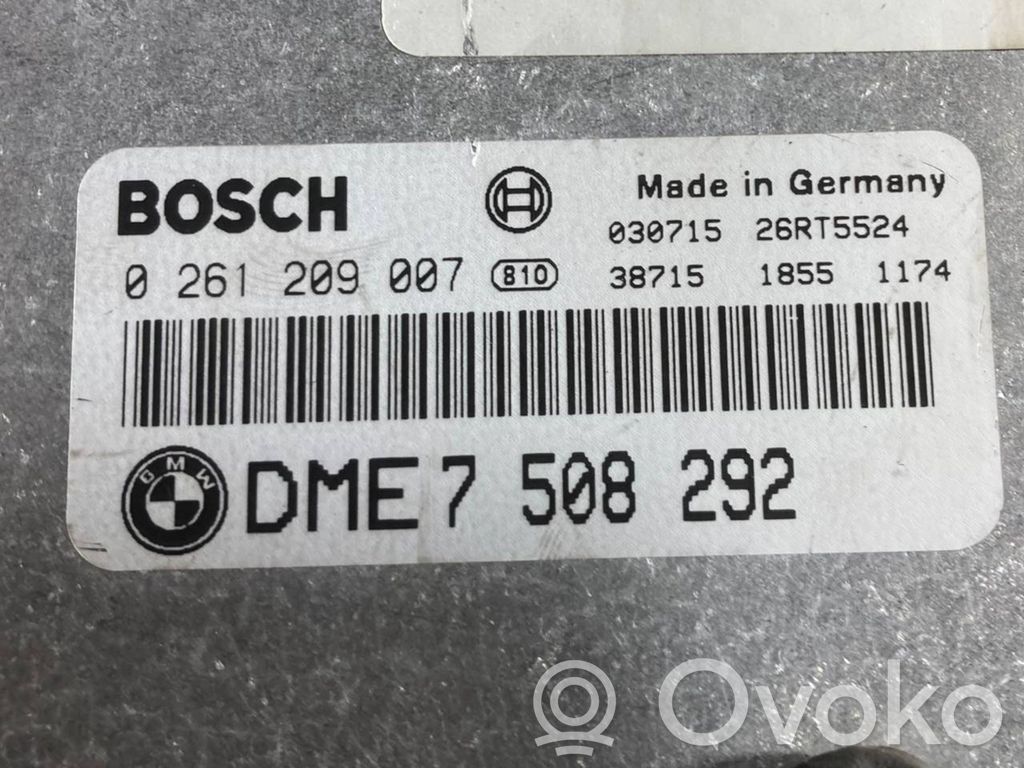 BOSCH
Made in Germany
030715 26RT5524
0 261 209 007 810 38715 1855 1174
BMW DME 7 508 292
Ovoko